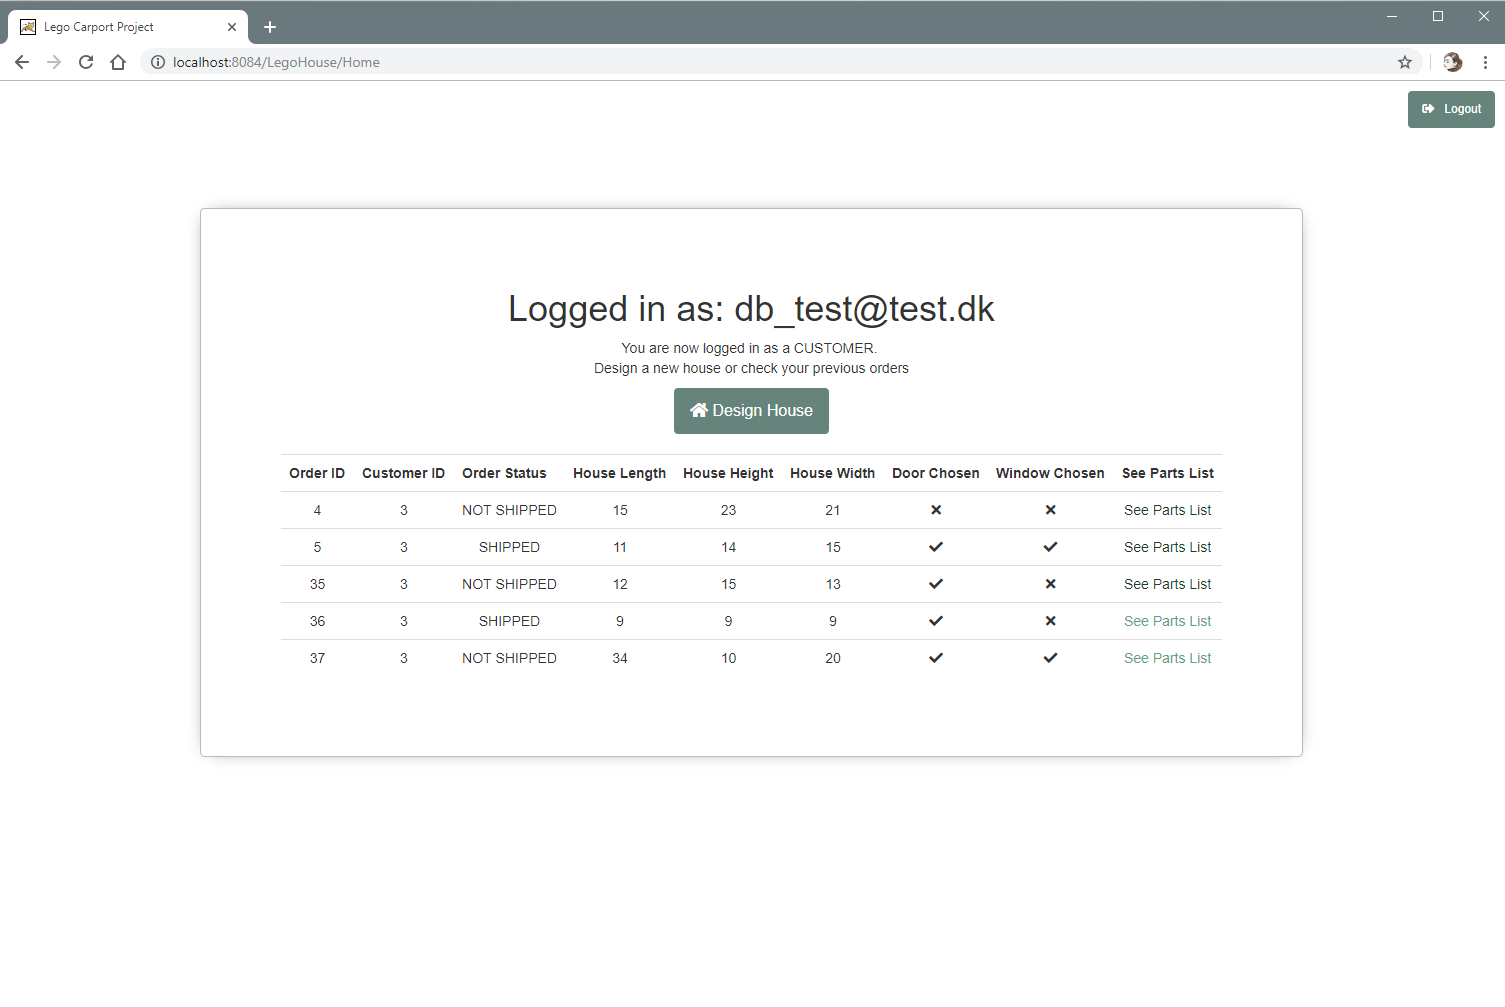 Lego Carport Project
localhost:8084/LegoHouse/Home
Logout
Logged in as: db_test@test.dk
You are now logged in as a CUSTOMER.
Design a new house or check your previous orders
Design House
Order ID Customer ID Order Status House Length House Height House Width Door Chosen Window Chosen See Parts List
4 3 NOT SHIPPED 15 23 21 See Parts List
5 3 SHIPPED 11 14 15 See Parts List
35 3 NOT SHIPPED 12 15 13 See Parts List
36 3 SHIPPED 9 9 9 See Parts List
37 3 NOT SHIPPED 34 10 20 See Parts List